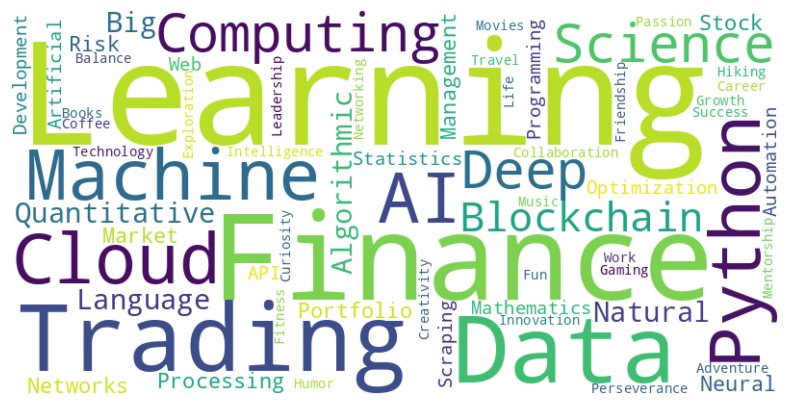 Development
Artificial
Big
Risk
Balance
Computing
Movies
Passion
Stock
Science
Learning
Web
Travel
Hiking
Career
Books
Coffee
Exploration
Leadership
Networking
Management
Life
Programming
Friendship
Growth
Success
Technology
Intelligence
Algorithmic
Statistics
Collaboration
Machine
Deep
AI
Optimization
Python
Automation
Quantitative
Market
Music
Blockchain
Cloud
Finance
API
Curiosity
Creativity
Fun
Work
Gaming
Mentorship
Language
Fitness
Portfolio
Scraping
Mathematics
Innovation
Natural
Trading
Data
Networks
Processing
Humor
Adventure
Perseverance
Neural